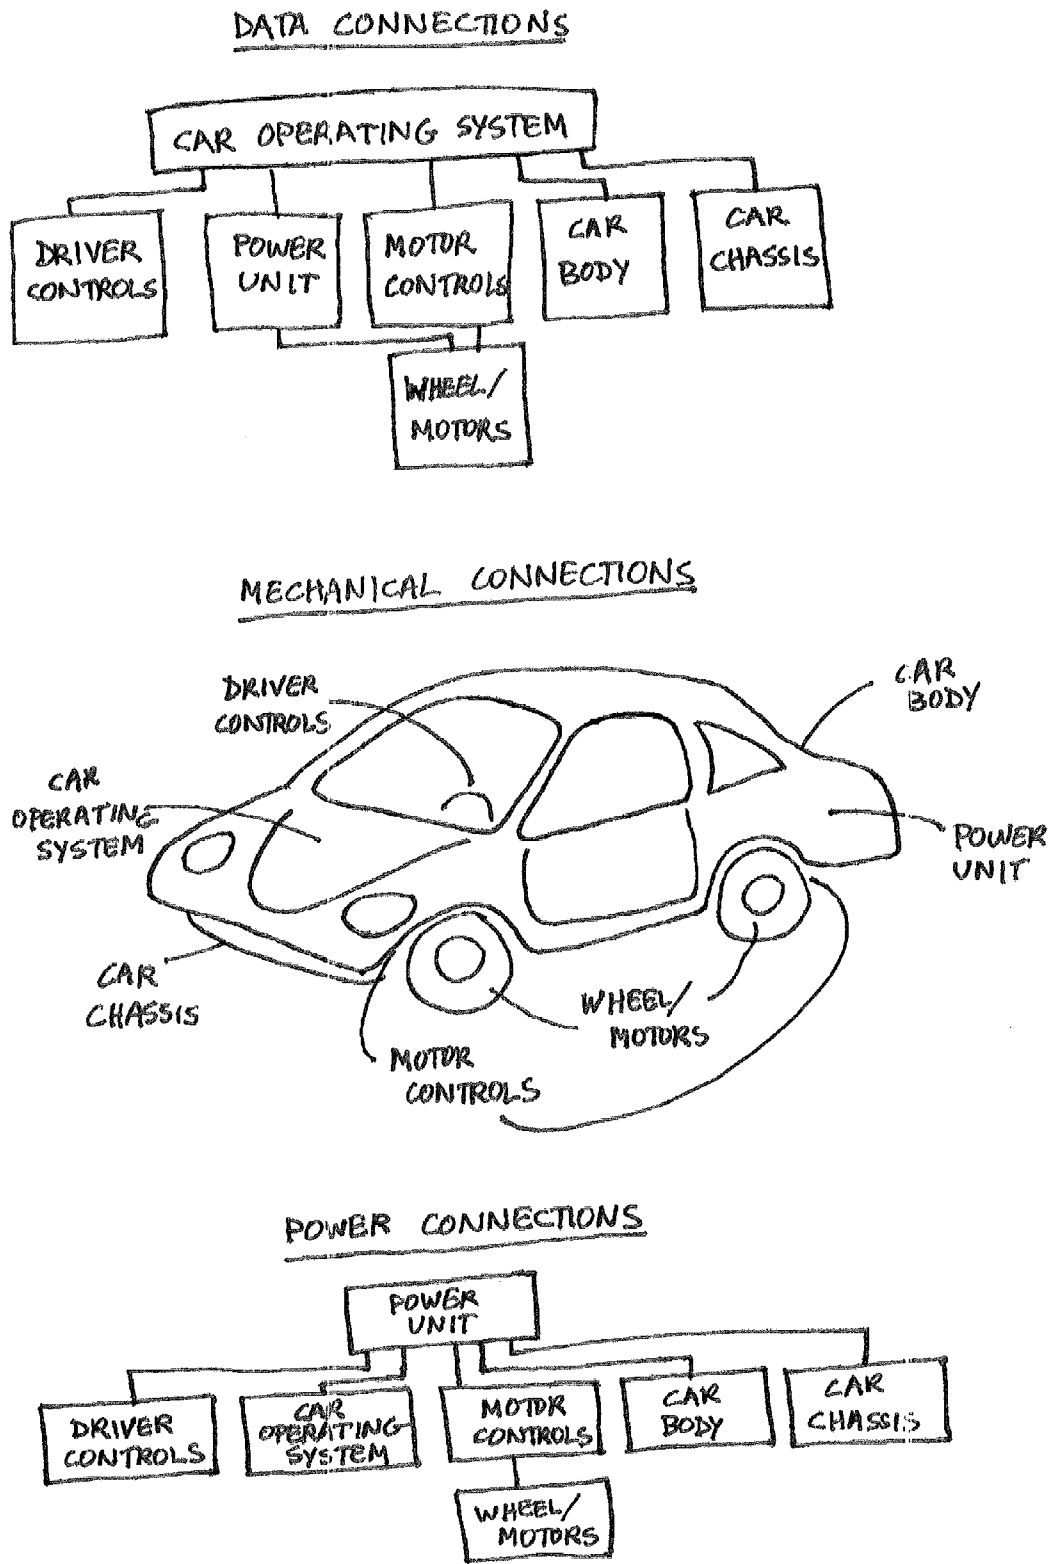 DATA CONNECTIONS
CAR OPERATING SYSTEM
DRIVER
CONTROLS
POWER
UNIT
MOTOR
CONTROLS
CAR
BODY
CAR
CHASSIS
WHEEL/
MOTORS
MECHANICAL CONNECTIONS
DRIVER
CONTROLS
CAR
BODY
CAR
OPERATING
SYSTEM
POWER
UNIT
CAR
CHASSIS
WHEEL/
MOTORS
MOTOR
CONTROLS
POWER CONNECTIONS
POWER
UNIT
DRIVER
CONTROLS
CAR
OPERATING
SYSTEM
MOTOR
CONTROLS
CAR
BODY
CAR
CHASSIS
WHEEL/
MOTORS